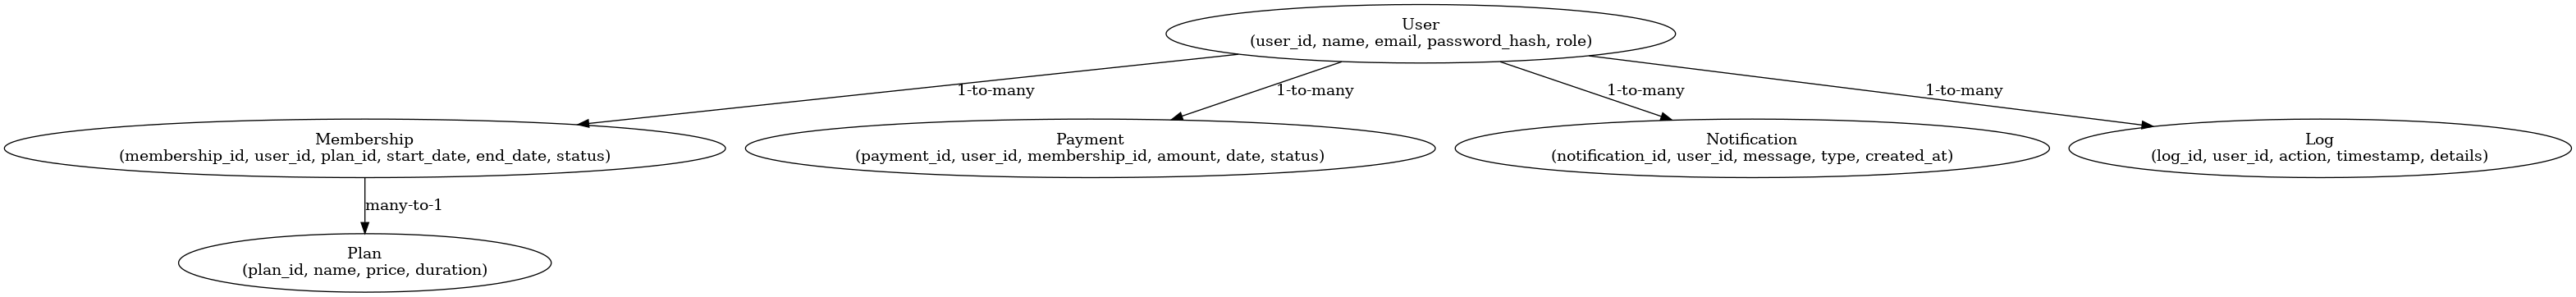 User
(user_id, name, email, password_hash, role)
1-to-many
1-to-many
1-to-many
1-to-many
Membership
(membership_id, user_id, plan_id, start_date, end_date, status)
Payment
(payment_id, user_id, membership_id, amount, date, status)
Notification
(notification_id, user_id, message, type, created_at)
Log
(log_id, user_id, action, timestamp, details)
many-to-1
Plan
(plan_id, name, price, duration)